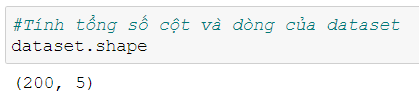 #Tính tổng số cột và dòng của dataset
dataset.shape
(200, 5)